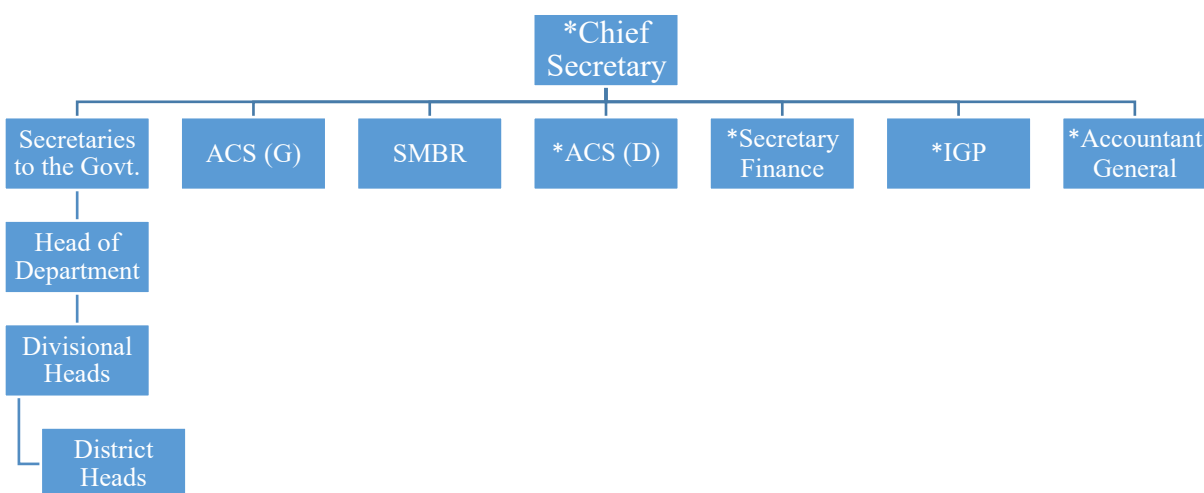 *Chief
Secretary
Secretaries
to the Govt.
ACS (G)
SMBR
*ACS (D)
*Secretary
Finance
*IGP
*Accountant
General
Head of
Department
Divisional
Heads
District
Heads